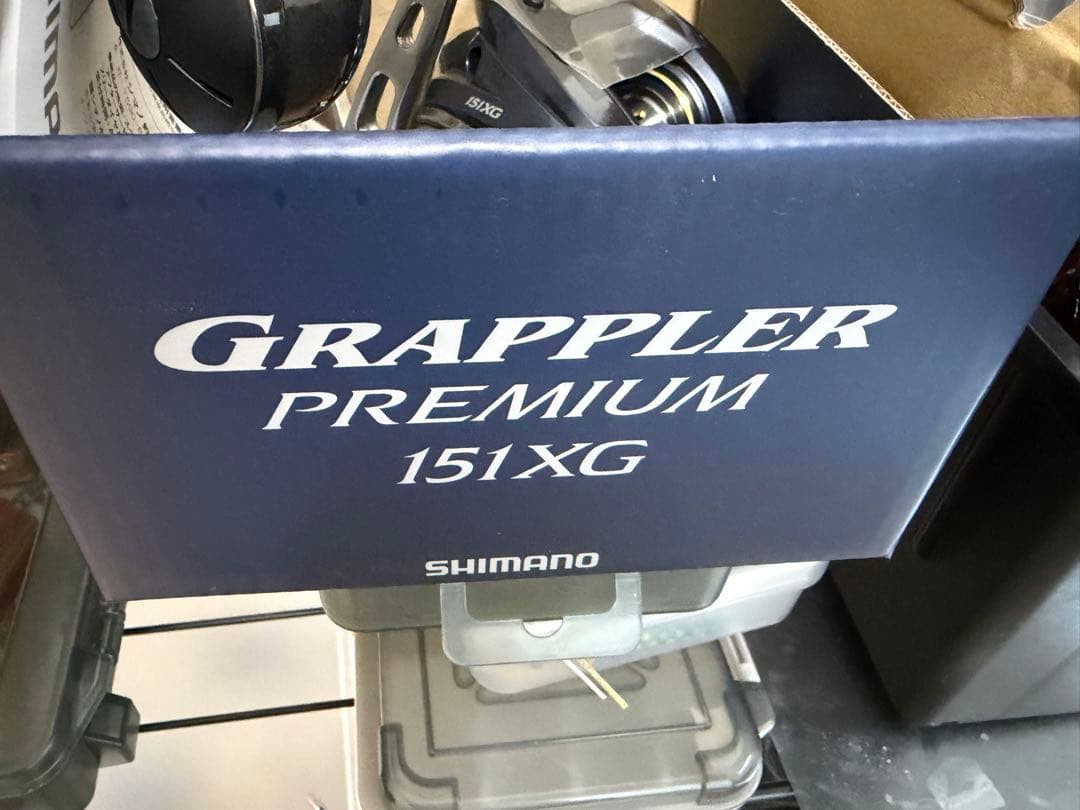 151XG
GRAPPLER
PREMIUM
151XG
SHIMANO